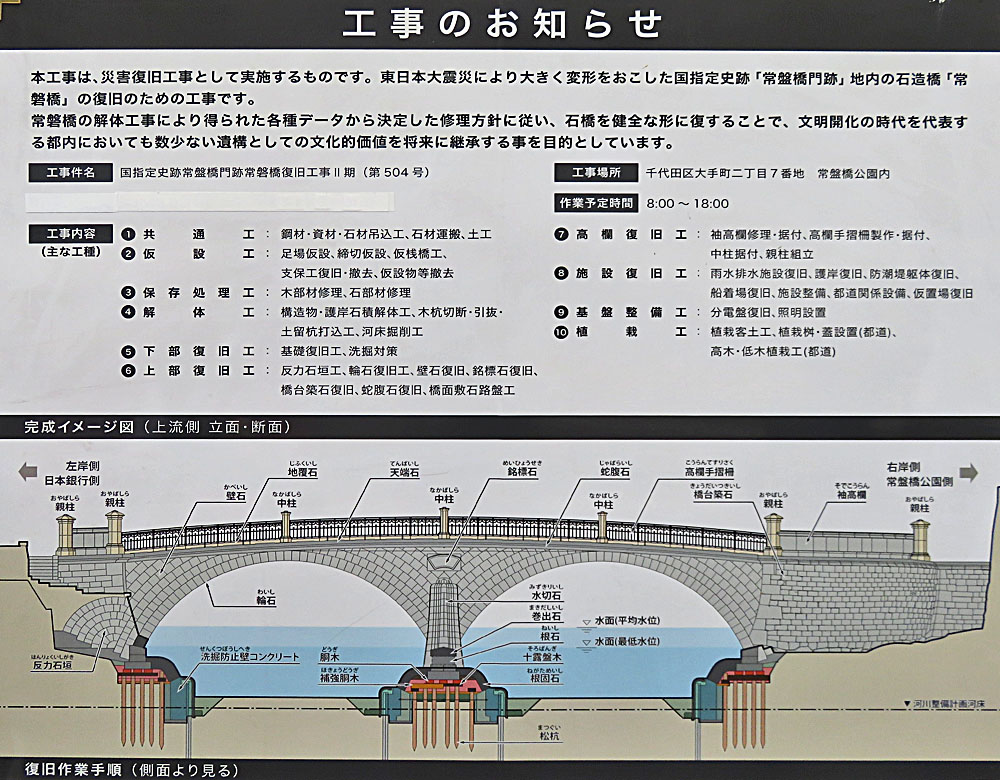 工事のお知らせ
本工事は、災害復旧工事として実施するものです。東日本大震災により大きく変形をおこした国指定史跡「常盤橋門跡」地内の石造橋「常
磐橋」の復旧のための工事です。
常磐橋の解体工事により得られた各種データから決定した修理方針に従い、石橋を健全な形に復することで、文明開化の時代を代表す
る都内においても数少ない遺構としての文化的価値を将来に継承する事を目的としています。
工事件名 国指定史跡常盤橋門跡常磐橋復旧工事Ⅱ期（第504号）
工事場所 千代田区大手町二丁目7番地 常盤橋公園内
作業予定時間 8:00～18:00
工事内容
(主な工種)
❶ 共通工：鋼材・資材・石材吊込工、石材運搬、土工
❷ 仮設工：足場仮設、締切仮設、仮桟橋工、
支保工復旧・撤去、仮設物等撤去
❸ 保存処理工：木部材修理、石部材修理
❹ 解体工：構造物・護岸石積解体工、木杭切断・引抜・
土留杭打込工、河床掘削工
❺ 下部復旧工：基礎復旧工、洗掘対策
❻ 上部復旧工：反力石垣工、輪石復旧工、壁石復旧、銘標石復旧、
橋台築石復旧、蛇腹石復旧、橋面敷石路盤工
❼ 高欄復旧工：袖高欄修理・据付、高欄手摺柵製作・据付、
中柱据付、親柱組立
❽ 施設復旧工：雨水排水施設復旧、護岸復旧、防潮堤躯体復旧、
船着場復旧、施設整備、都道関係設備、仮置場復旧
❾ 基盤整備工：分電盤復旧、照明設置
❿ 植栽工：植栽客土工、植栽桝・蓋設置(都道)、
高木・低木植栽工(都道)
完成イメージ図（上流側 立面・断面）
左岸側
日本銀行側
右岸側
常磐橋公園側
おやばしら
親柱
おやばしら
親柱
かべいし
壁石
じふくいし
地覆石
なかばしら
中柱
てんばいし
天端石
なかばしら
中柱
めいひょうせき
銘標石
じゃばらいし
蛇腹石
なかばしら
中柱
こうらんてすりさく
高欄手摺柵
きょうだいつきいし
橋台築石
おやばしら
親柱
そでこうらん
袖高欄
おやばしら
親柱
わいし
輪石
みずきりいし
水切石
まきだしいし
巻出石
ねいし
根石
そろばんぎ
十露盤木
ねがためいし
根固石
水面(平均水位)
水面(最低水位)
はんりょくいしがき
反力石垣
せんくつぼうしへき
洗掘防止壁コンクリート
どうぎ
胴木
ほきょうどうぎ
補強胴木
まつぐい
松杭
▼河川整備計画河床
復旧作業手順（側面より見る）